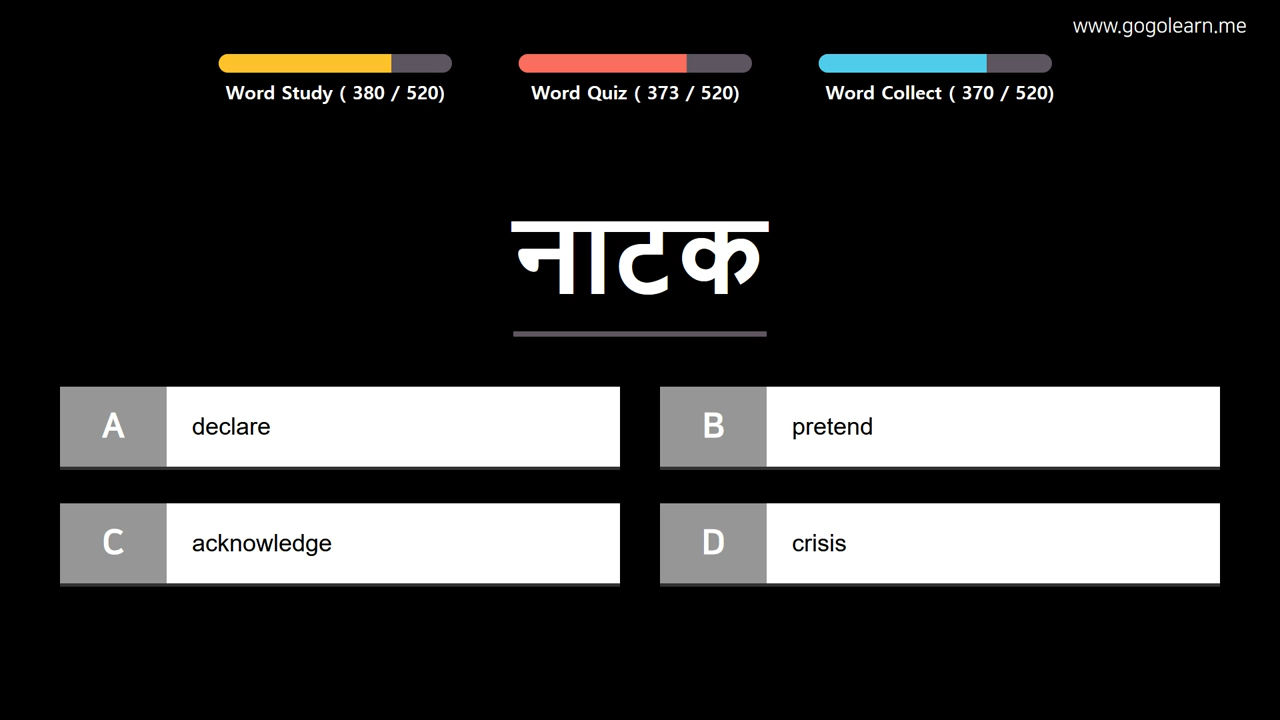 www.gogolearn.me
Word Study ( 380 / 520)
Word Quiz ( 373 / 520)
Word Collect ( 370 / 520)
नाटक
A declare
B pretend
C acknowledge
D crisis